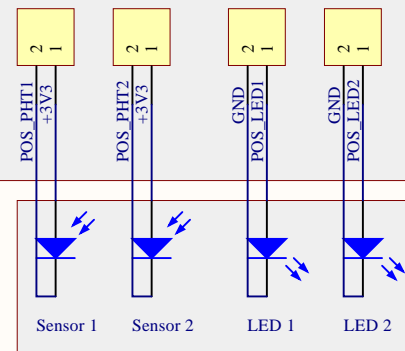 2 1 2 1 2 1 2 1
POS_PHT1 +3V3 POS_PHT2 +3V3 GND POS_LED1 GND POS_LED2
Sensor 1 Sensor 2 LED 1 LED 2